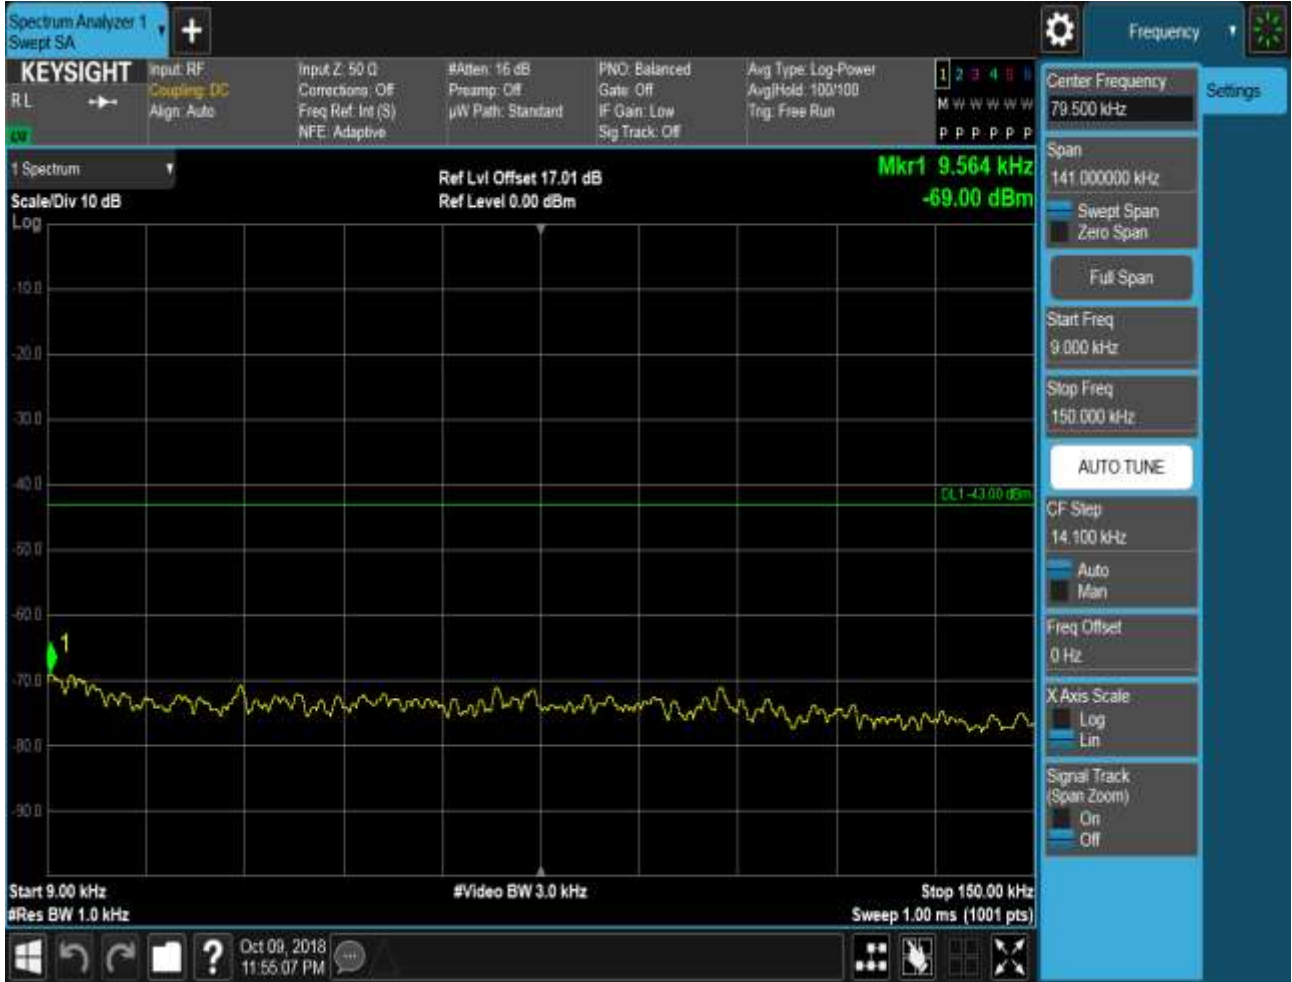 Spectrum Analyzer 1
Swept SA
+
Frequency
KEYSIGHT
RL
Input: RF
Coupling: DC
Align: Auto
Input Z: 50 Ω
Corrections: Off
Freq Ref: Int (S)
NFE: Adaptive
#Atten: 16 dB
Preamp: Off
µW Path: Standard
PNO: Balanced
Gate: Off
IF Gain: Low
Sig Track: Off
Avg Type: Log-Power
Avg|Hold: 100/100
Trig: Free Run
1 2 3 4 5 6
M W W W W W
P P P P P P
1 Spectrum
Scale/Div 10 dB
Log
Ref Lvl Offset 17.01 dB
Ref Level 0.00 dBm
Mkr1 9.564 kHz
-69.00 dBm
-10.0
-20.0
-30.0
-40.0
-50.0
-60.0
-70.0
-80.0
-90.0
DL1 -43.00 dBm
1
Start 9.00 kHz
#Res BW 1.0 kHz
#Video BW 3.0 kHz
Stop 150.00 kHz
Sweep 1.00 ms (1001 pts)
?
Oct 09, 2018
11:55:07 PM
Center Frequency
79.500 kHz
Settings
Span
141.000000 kHz
Swept Span
Zero Span
Full Span
Start Freq
9.000 kHz
Stop Freq
150.000 kHz
AUTO TUNE
CF Step
14.100 kHz
Auto
Man
Freq Offset
0 Hz
X Axis Scale
Log
Lin
Signal Track
(Span Zoom)
On
Off